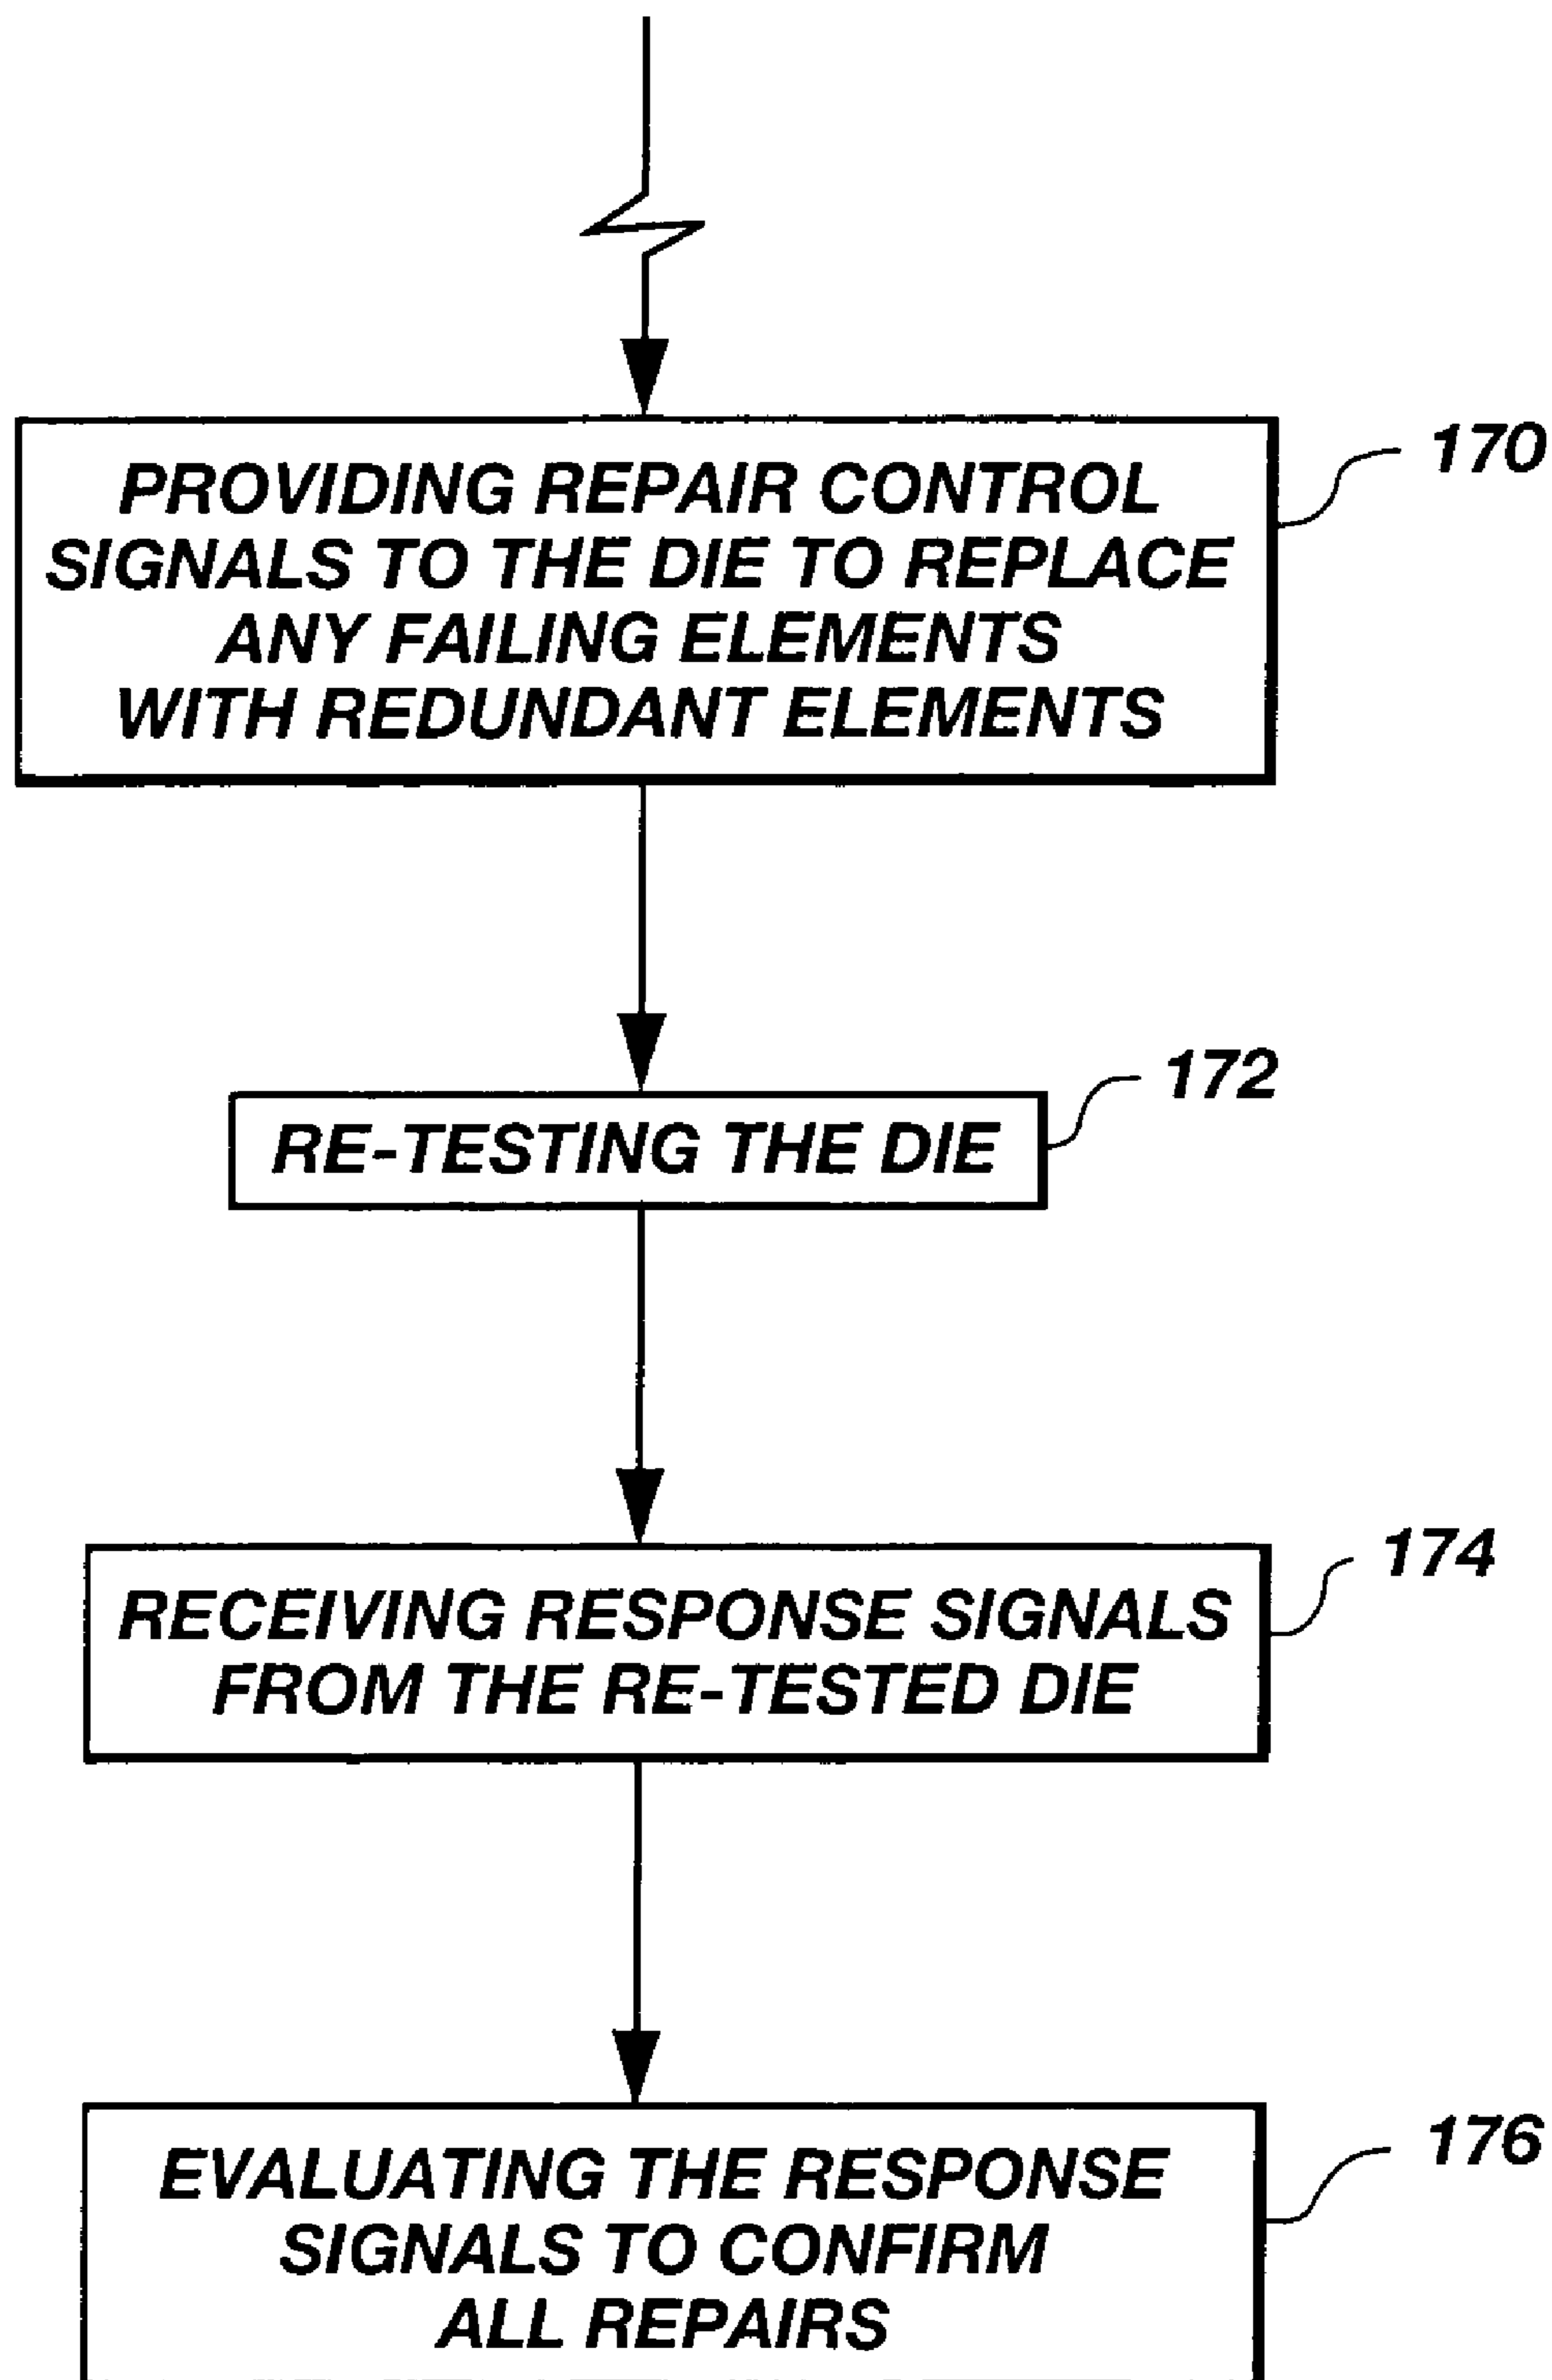 PROVIDING REPAIR CONTROL
SIGNALS TO THE DIE TO REPLACE
ANY FAILING ELEMENTS
WITH REDUNDANT ELEMENTS
170
RE-TESTING THE DIE
172
RECEIVING RESPONSE SIGNALS
FROM THE RE-TESTED DIE
174
EVALUATING THE RESPONSE
SIGNALS TO CONFIRM
ALL REPAIRS
176